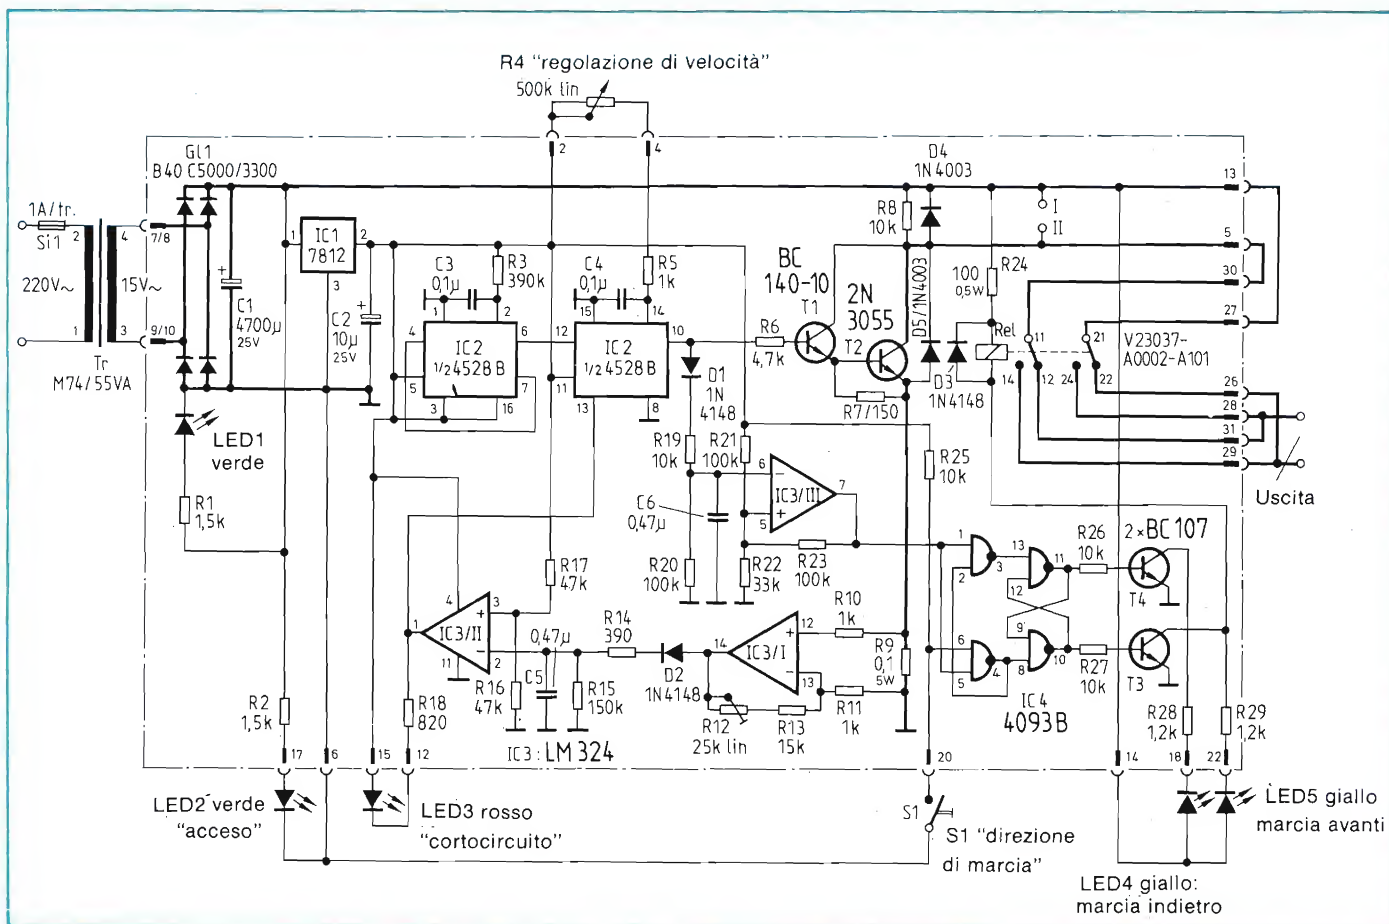 R4 "regolazione di velocità"
500k lin
2
4
Gl1
B40 C5000/3300
D4
1N4003
13
1A/tr.
Si1
2
4
7/8
220V~
15V~
1
3
9/10
Tr
M74/55VA
+
C1
4700µ
25V
1
IC1
7812
2
3
+
C2
10µ
25V
C3
0,1µ
R3
390k
C4
0,1µ
R5
1k
1
2
4
6
5
7
IC2
1/2 4528 B
3
16
15
14
12
10
11
IC2
1/2 4528 B
13
8
R8
10k
I
II
5
30
27
BC
140-10
T1
2N
3055
T2
R6
4,7k
D5/1N4003
100
0,5W
R24
Rel
D3
1N4148
R7/150
11
21
V23037-
A0002-A101
14
12
24
22
26
28
31
29
Uscita
LED1
verde
R1
1,5k
D1
1N
4148
R19
10k
R21
100k
6
−
IC3/III
7
+
5
C6
0,47µ
R20
100k
R22
33k
R23
100k
R25
10k
R17
47k
4
3
+
1
IC3/II
−
2
11
0,47µ
C5
R16
47k
R15
150k
R14
390
D2
1N4148
14
IC3/I
+
12
−
13
R10
1k
R11
1k
R9
0,1
5W
R12
25k lin
R13
15k
R18
820
R2
1,5k
IC3: LM324
1
2
3
13
12
11
6
5
4
9
8
10
IC4
4093B
R26
10k
2×BC107
T4
R27
10k
T3
R28
1,2k
R29
1,2k
17
6
15
12
20
14
18
22
LED2 verde
"acceso"
LED3 rosso
"cortocircuito"
S1
S1 "direzione
di marcia"
LED5 giallo
marcia avanti
LED4 giallo:
marcia indietro